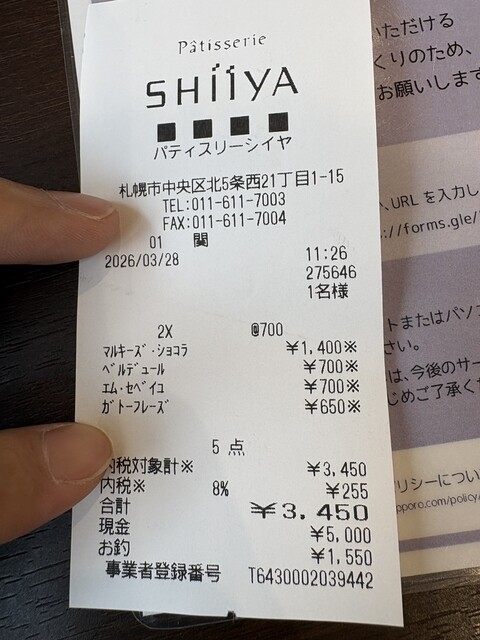 Pâtisserie
SHIIYA
パティスリーシイヤ
札幌市中央区北5条西21丁目1-15
TEL:011-611-7003
FAX:011-611-7004
01 関
2026/03/28 11:26
275646
1名様
2X @700
マルキーズ・ショコラ ¥1,400※
ベルデュール ¥700※
エム・セベイコ ¥700※
ガトーフレーズ ¥650※
5 点
内税対象計※ ¥3,450
内税※ 8% ¥255
合計 ¥3,450
現金 ¥5,000
お釣 ¥1,550
事業者登録番号 T6430002039442
いただける
くりのため、
お願いします
、URL を入力し
://forms.gle/
トまたはパソ
さい。
は、今後のサー
じめご了承く
リシーについ
pporo.com/policy/